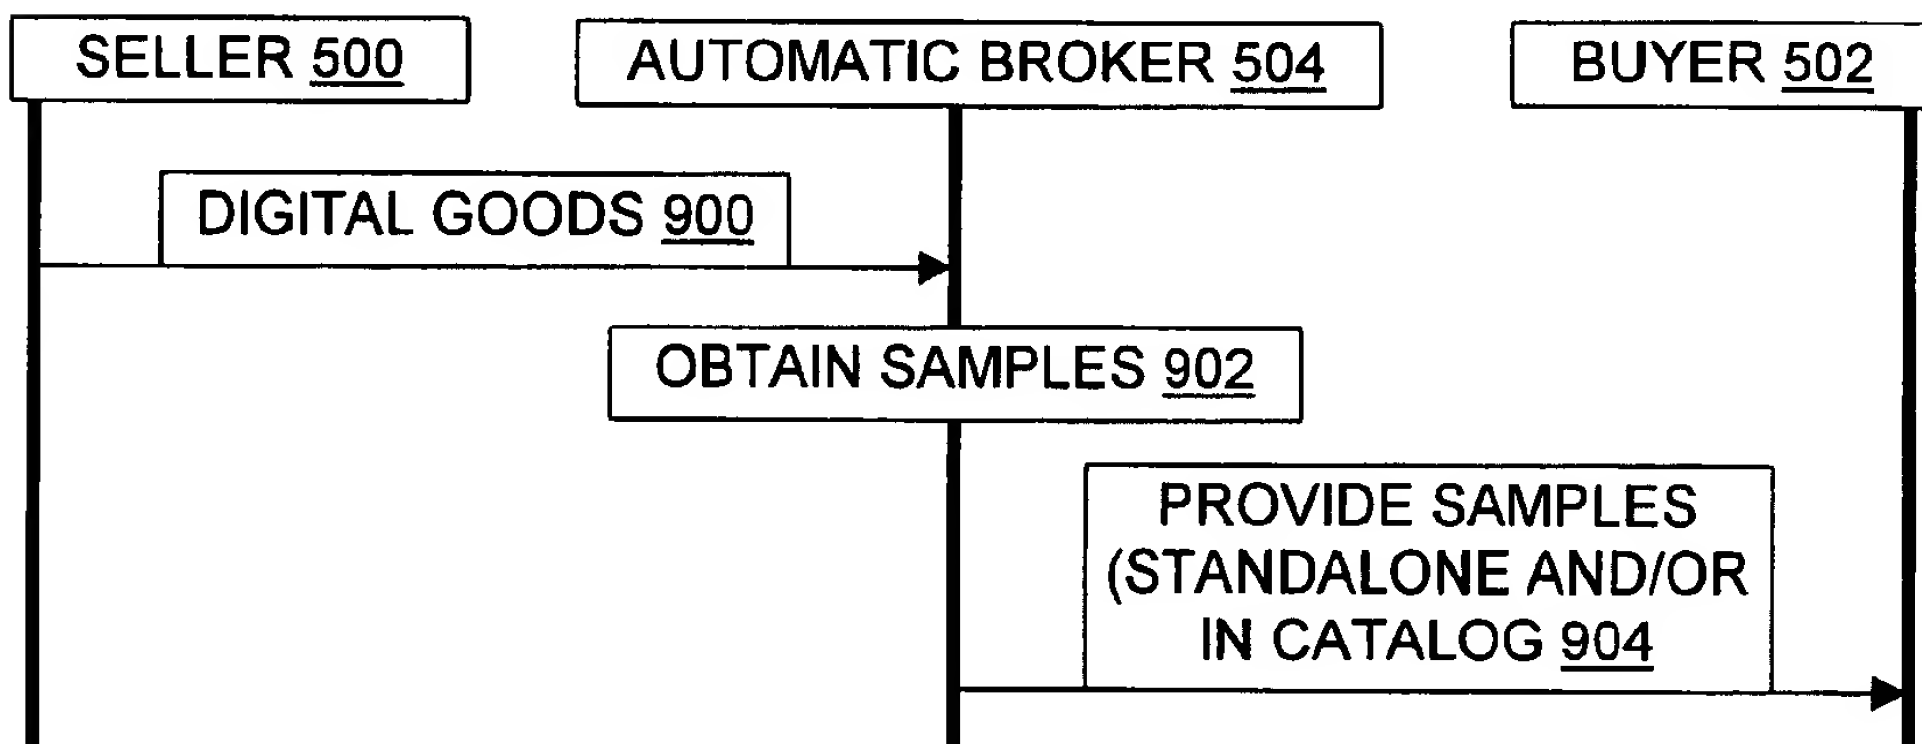 SELLER 500
AUTOMATIC BROKER 504
BUYER 502
DIGITAL GOODS 900
OBTAIN SAMPLES 902
PROVIDE SAMPLES
(STANDALONE AND/OR
IN CATALOG 904